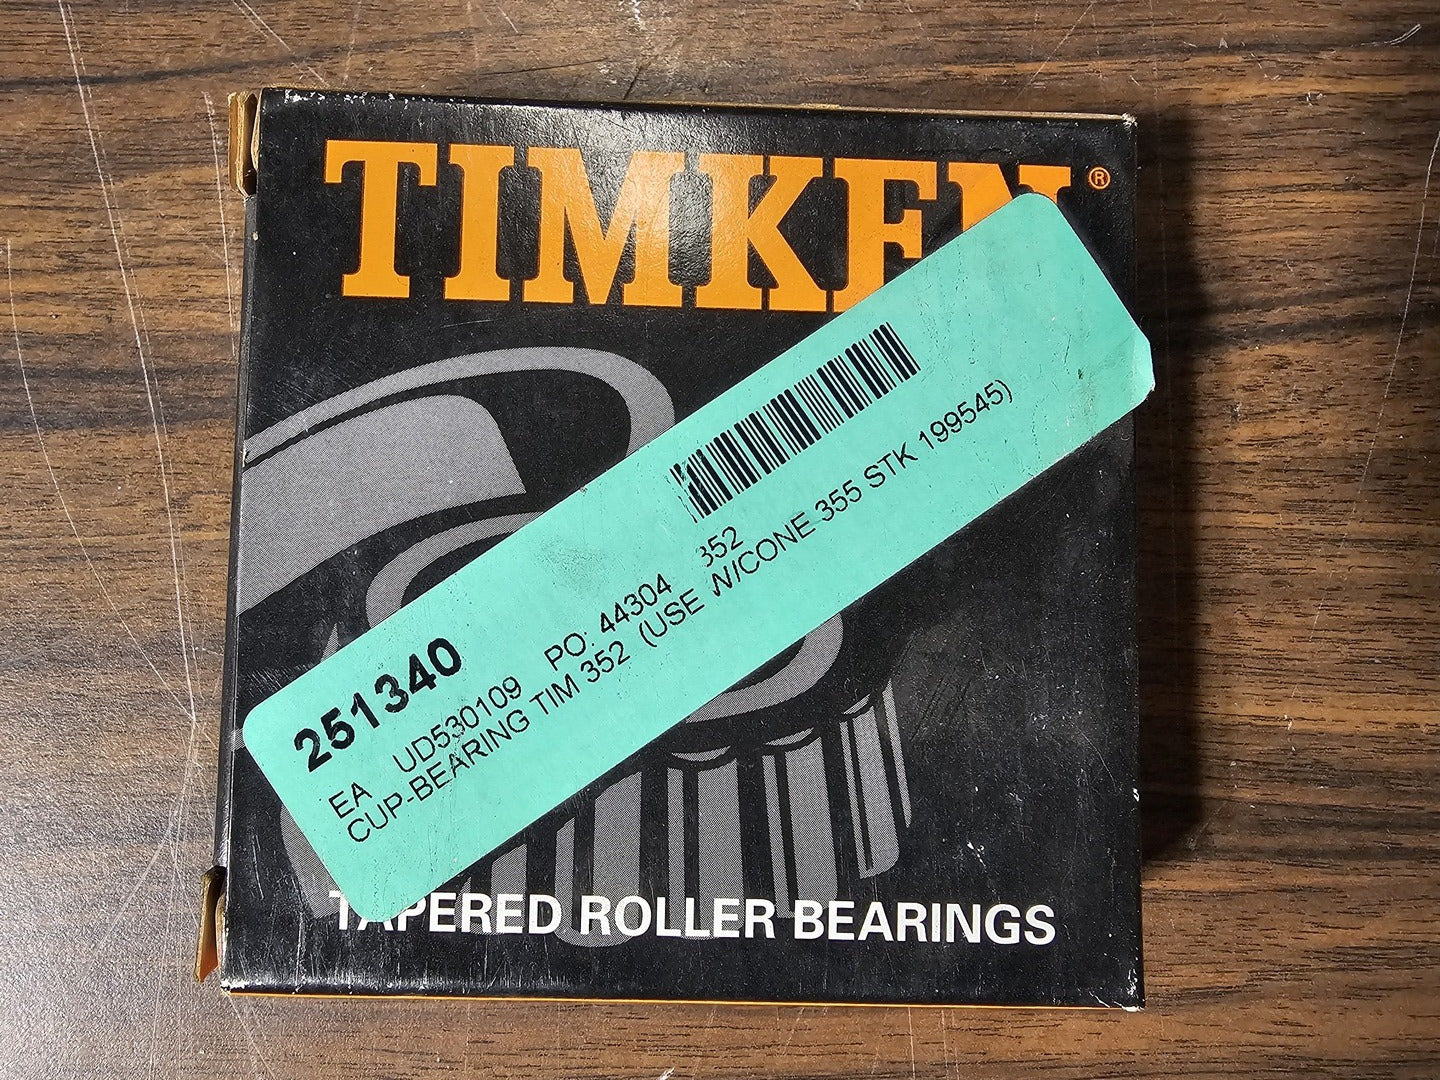 TIMKEN®
352
251340
EA UD530109 PO: 44304
CUP-BEARING TIM 352 (USE W/CONE 355 STK 199545)
TAPERED ROLLER BEARINGS